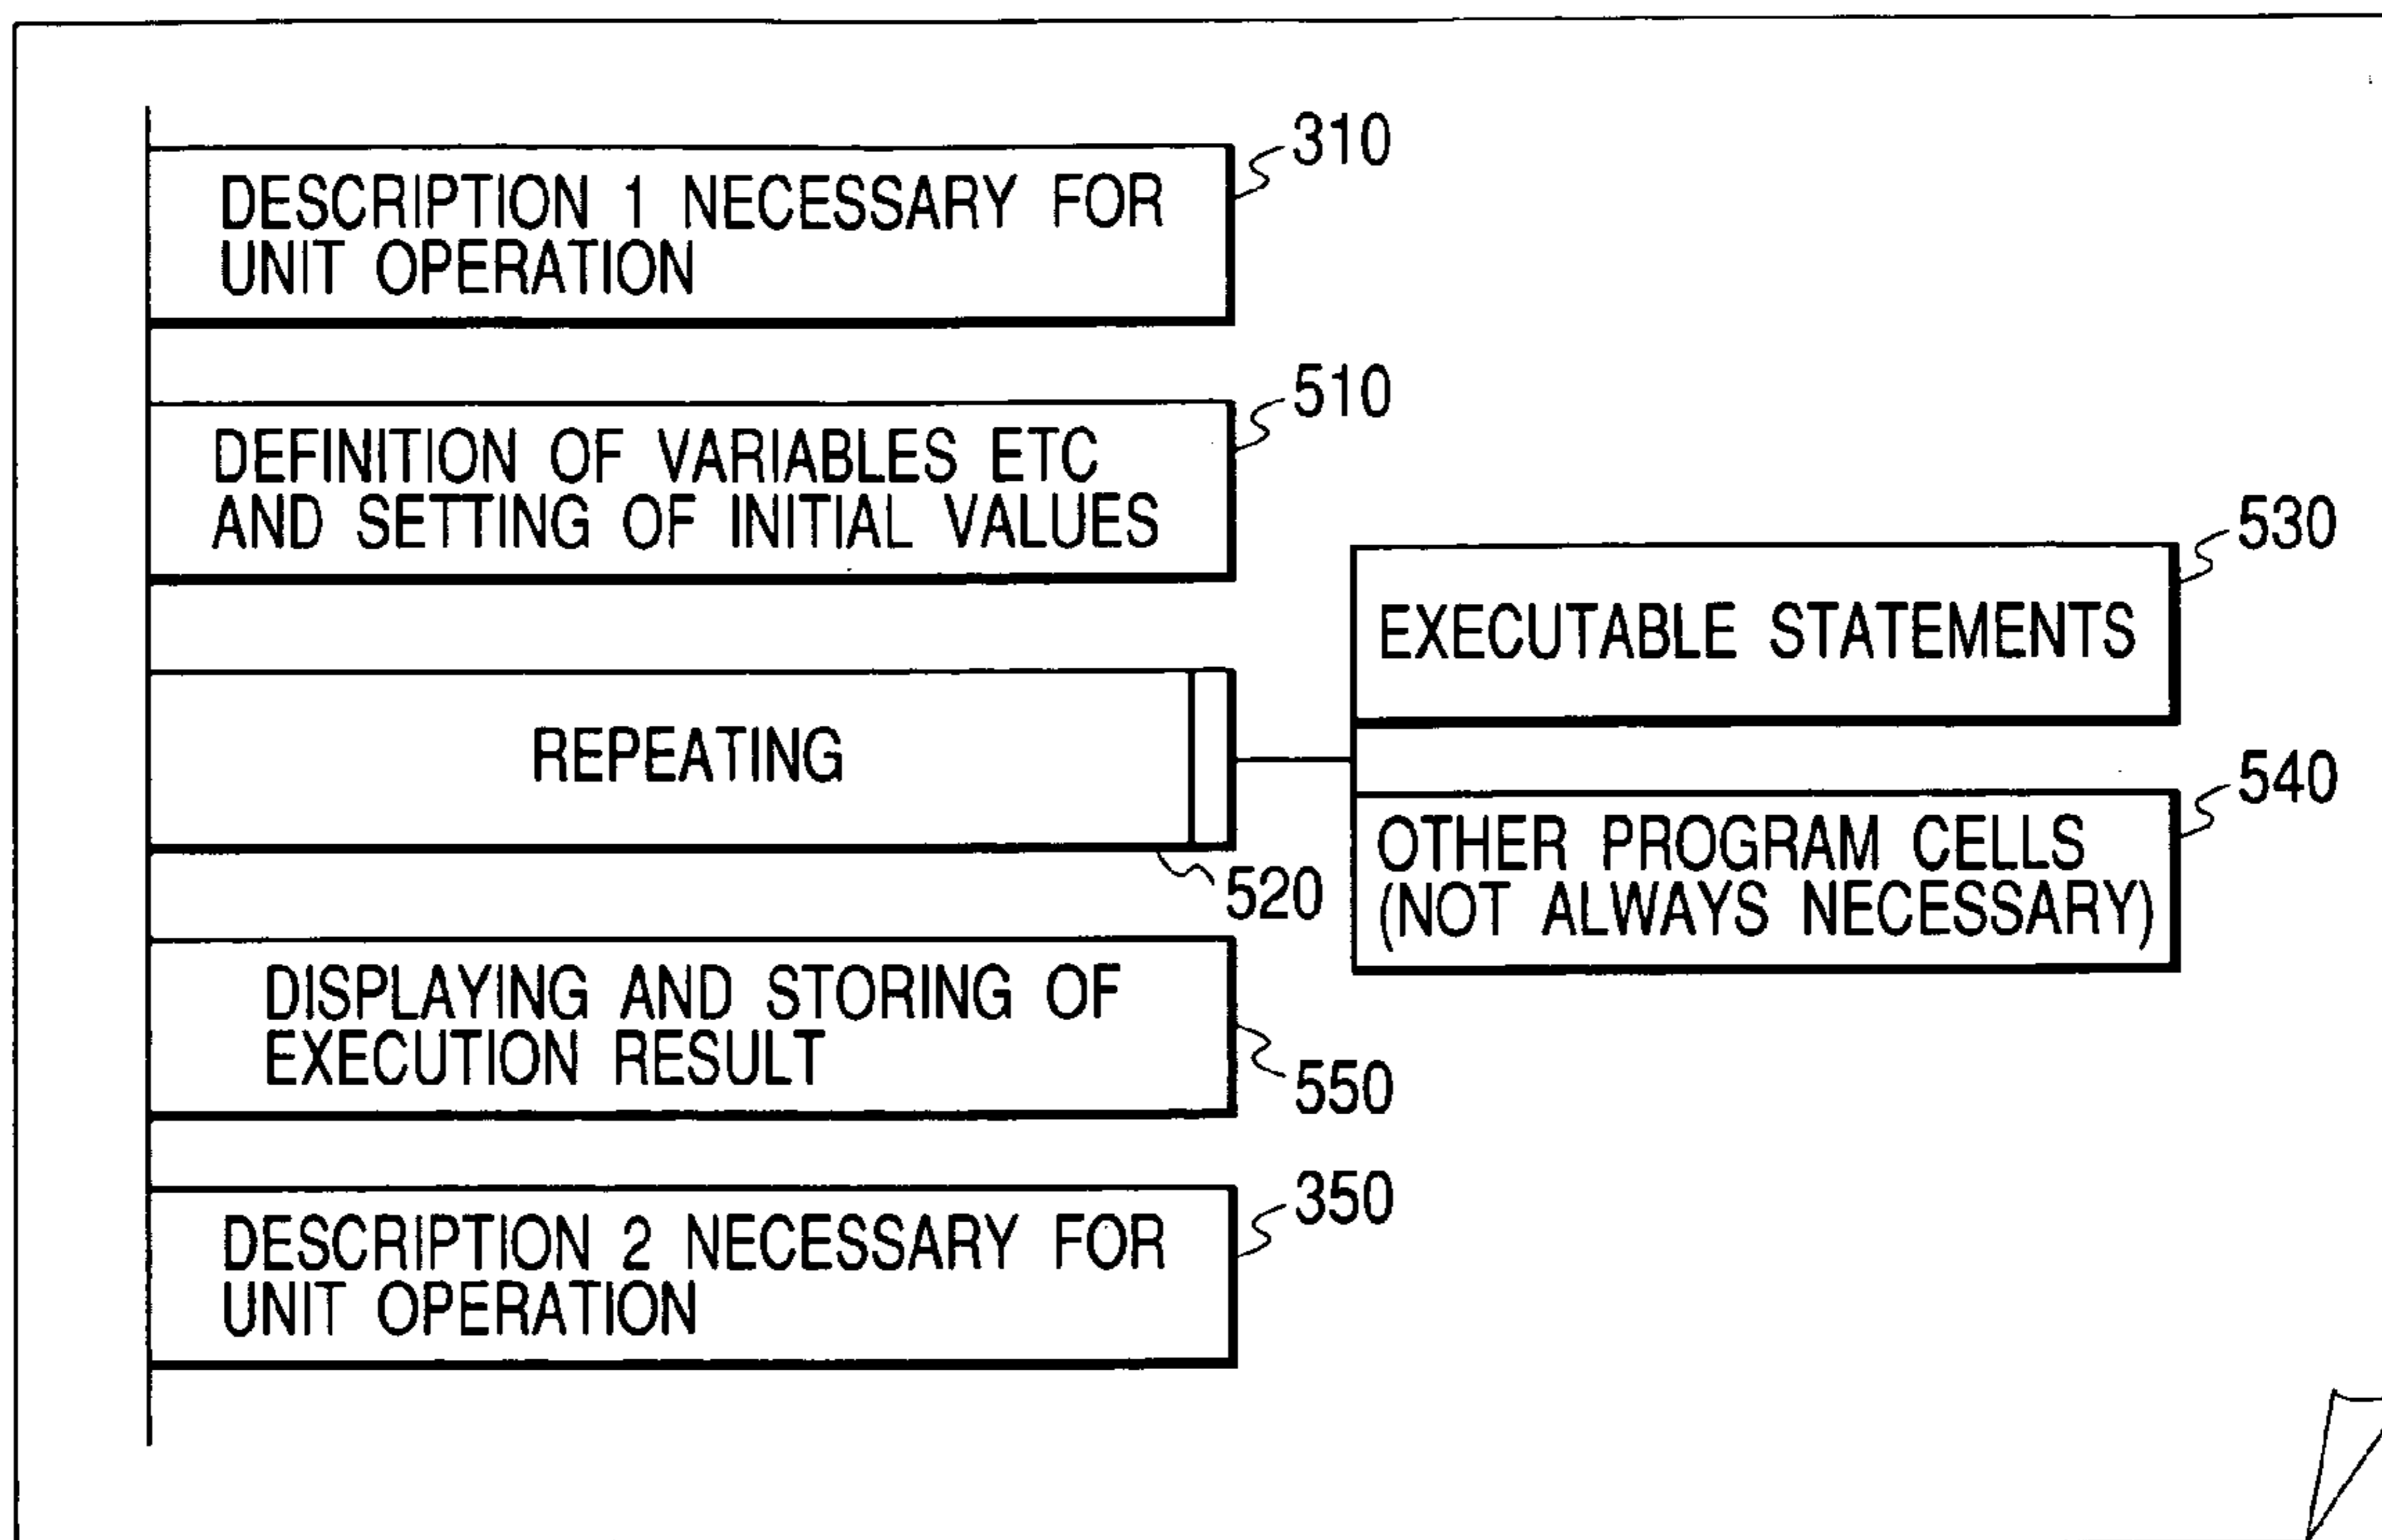 310
DESCRIPTION 1 NECESSARY FOR
UNIT OPERATION
510
DEFINITION OF VARIABLES ETC
AND SETTING OF INITIAL VALUES
530
EXECUTABLE STATEMENTS
REPEATING
520
540
OTHER PROGRAM CELLS
(NOT ALWAYS NECESSARY)
DISPLAYING AND STORING OF
EXECUTION RESULT
550
350
DESCRIPTION 2 NECESSARY FOR
UNIT OPERATION